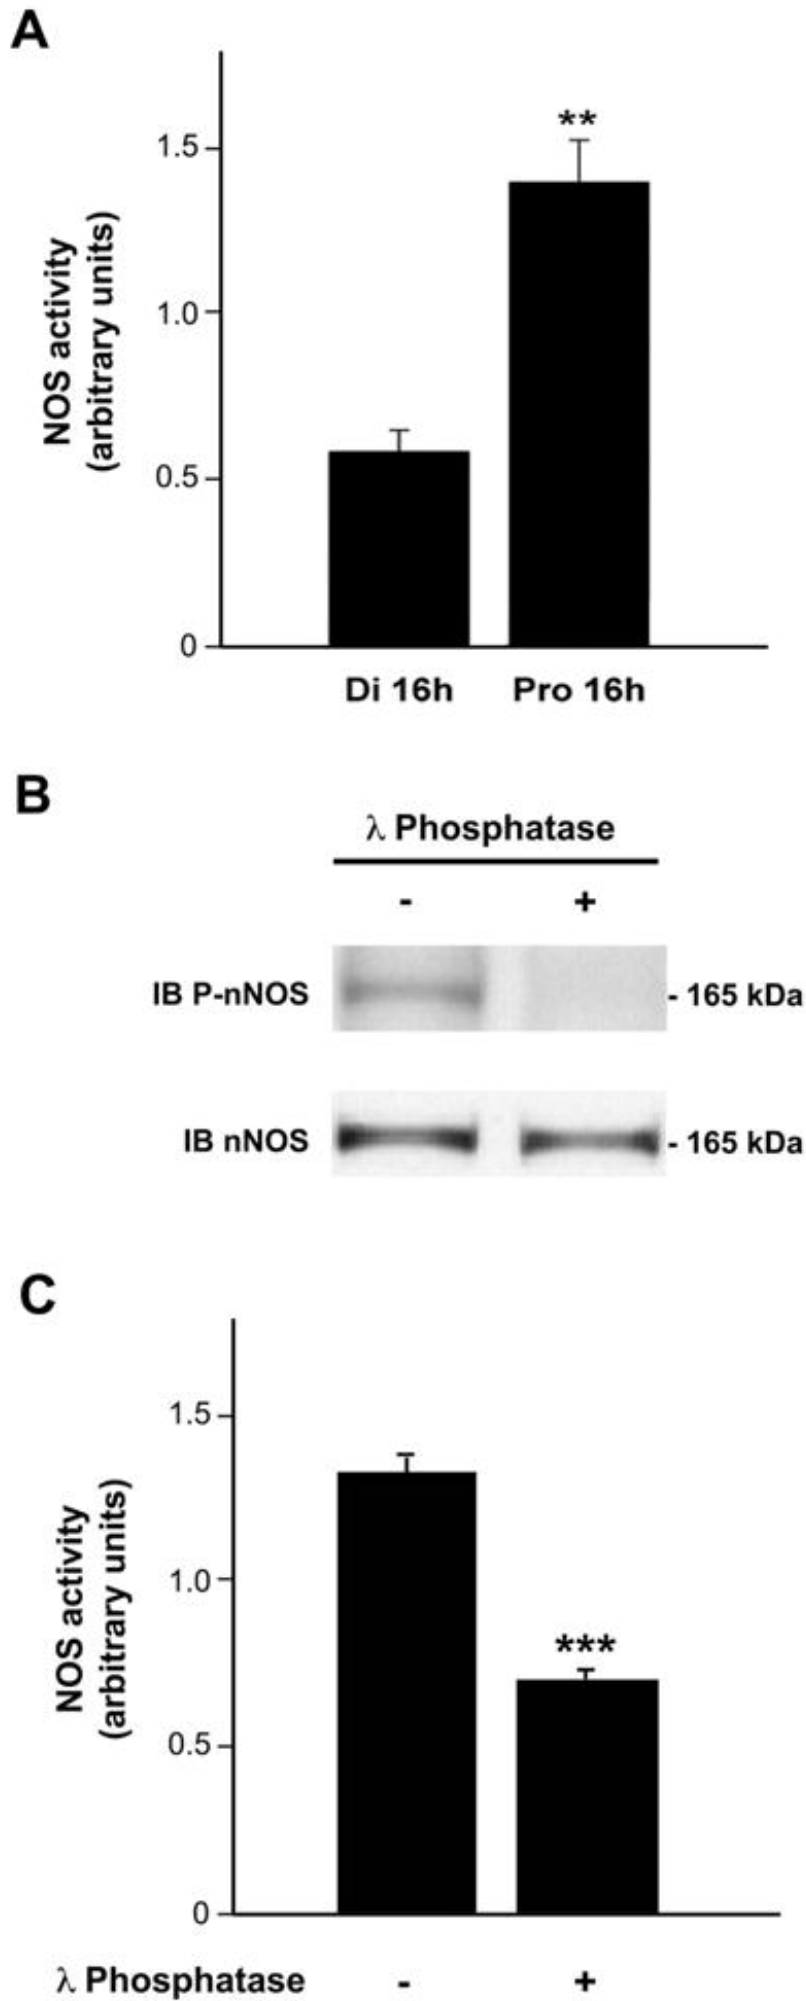 A
NOS activity
(arbitrary units)
1.5
1.0
0.5
0
**
Di 16h Pro 16h
B
λ Phosphatase
- +
IB P-nNOS - 165 kDa
IB nNOS - 165 kDa
C
NOS activity
(arbitrary units)
1.5
1.0
0.5
0
***
λ Phosphatase - +